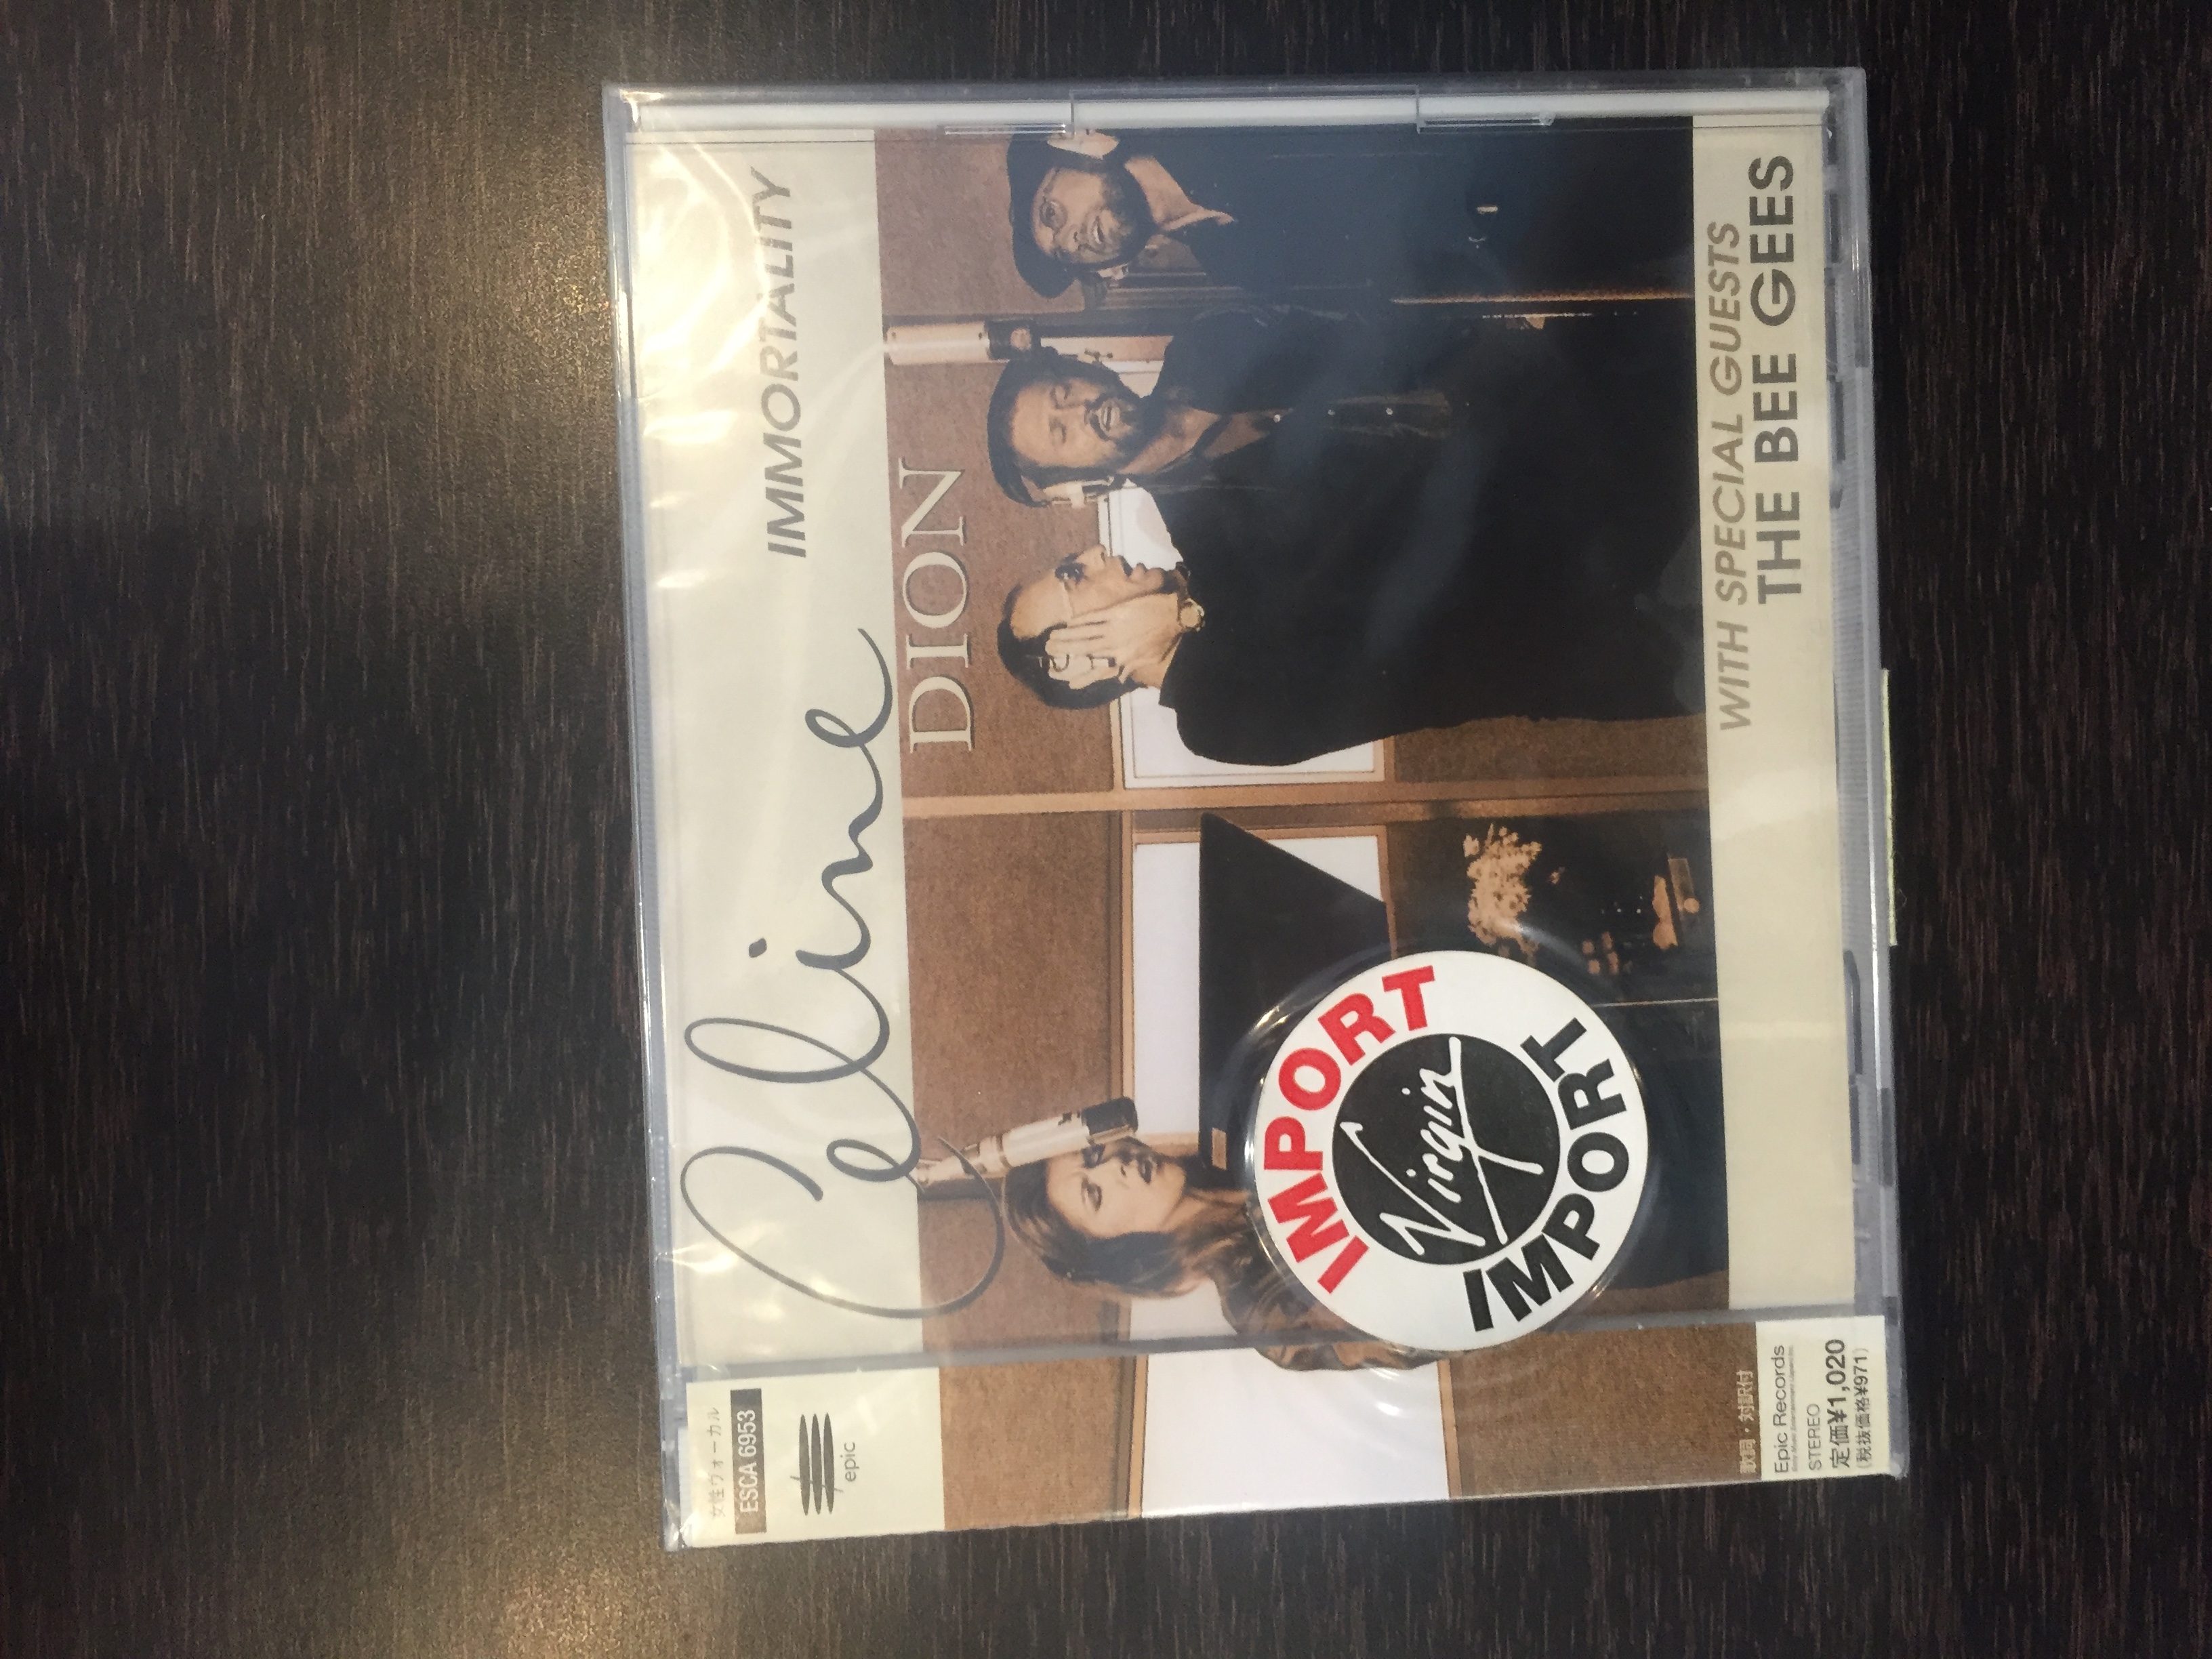 Celine
IMMORTALITY
DION
WITH SPECIAL GUESTS
THE BEE GEES
IMPORT
Virgin
IMPORT
女性ヴォーカル
ESCA 6953
epic
歌詞・対訳付
Epic Records
STEREO
定価¥1,020
(税抜価格¥971)